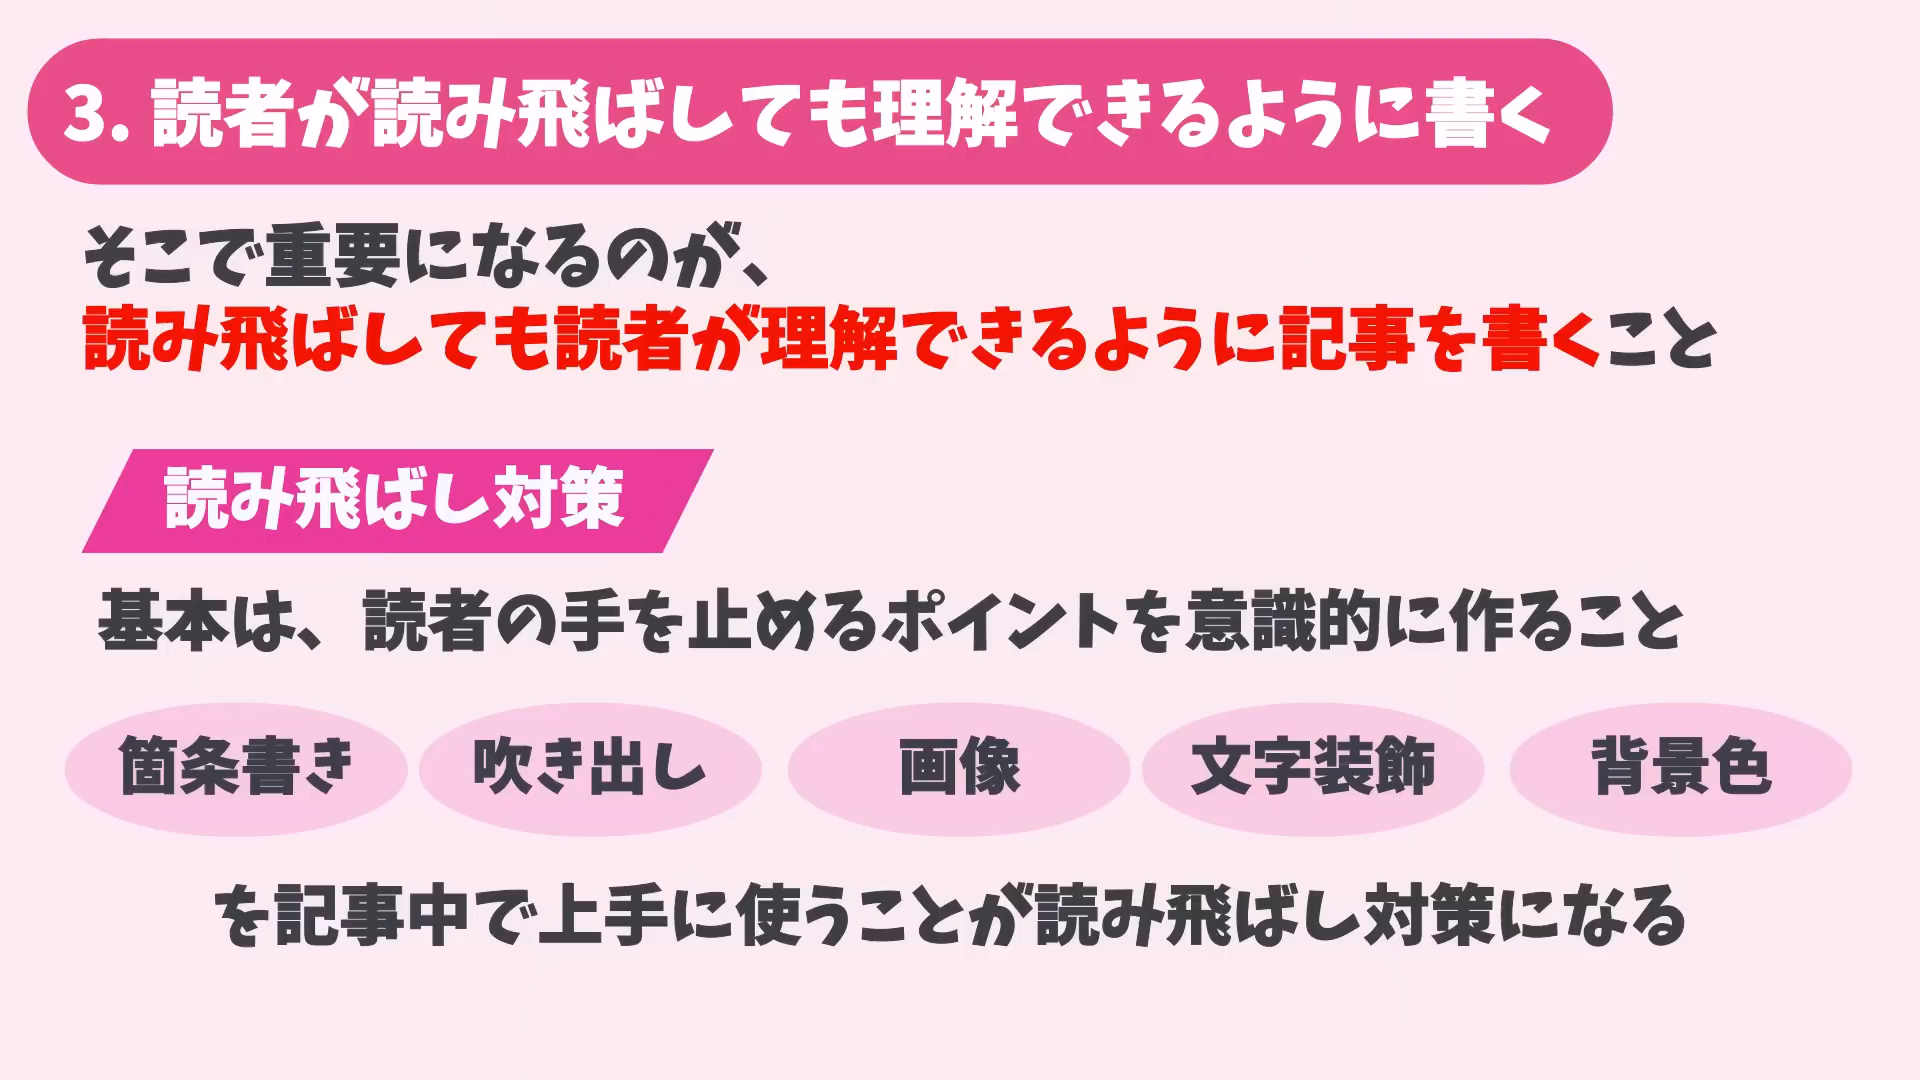 3. 読者が読み飛ばしても理解できるように書く
そこで重要になるのが、
読み飛ばしても読者が理解できるように記事を書くこと
読み飛ばし対策
基本は、読者の手を止めるポイントを意識的に作ること
箇条書き
吹き出し
画像
文字装飾
背景色
を記事中で上手に使うことが読み飛ばし対策になる